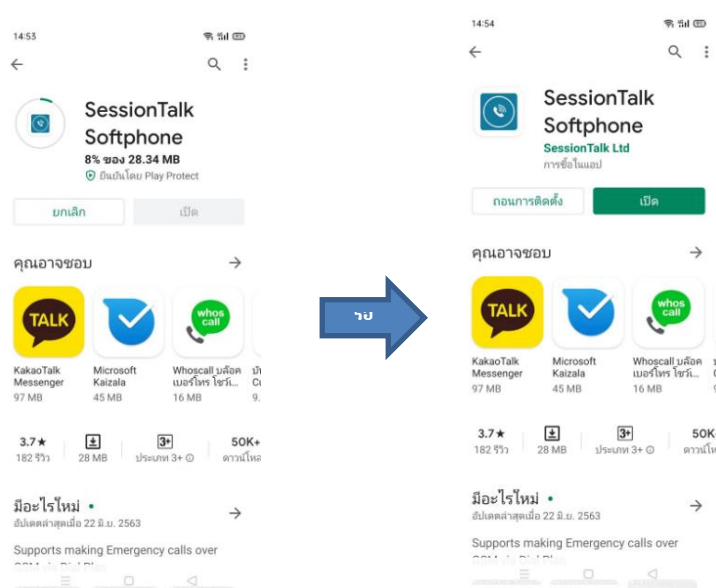 14:53
SessionTalk
Softphone
8% ของ 28.34 MB
ยืนยันโดย Play Protect
ยกเลิก
เปิด
คุณอาจชอบ
TALK
whos
call
KakaoTalk
Messenger
97 MB
Microsoft
Kaizala
45 MB
Whoscall บล๊อค
เบอร์โทร โชว์เ...
16 MB
3.7★
182 รีวิว
28 MB
3+
ประเภท 3+
50K+
มีอะไรใหม่ •
อัปเดตล่าสุดเมื่อ 22 มิ.ย. 2563
Supports making Emergency calls over
14:54
SessionTalk
Softphone
SessionTalk Ltd
การซื้อในแอป
ถอนการติดตั้ง
เปิด
คุณอาจชอบ
TALK
whos
call
KakaoTalk
Messenger
97 MB
Microsoft
Kaizala
45 MB
Whoscall บล๊อค
เบอร์โทร โชว์เ...
16 MB
3.7★
182 รีวิว
28 MB
3+
ประเภท 3+
50K
มีอะไรใหม่ •
อัปเดตล่าสุดเมื่อ 22 มิ.ย. 2563
Supports making Emergency calls over